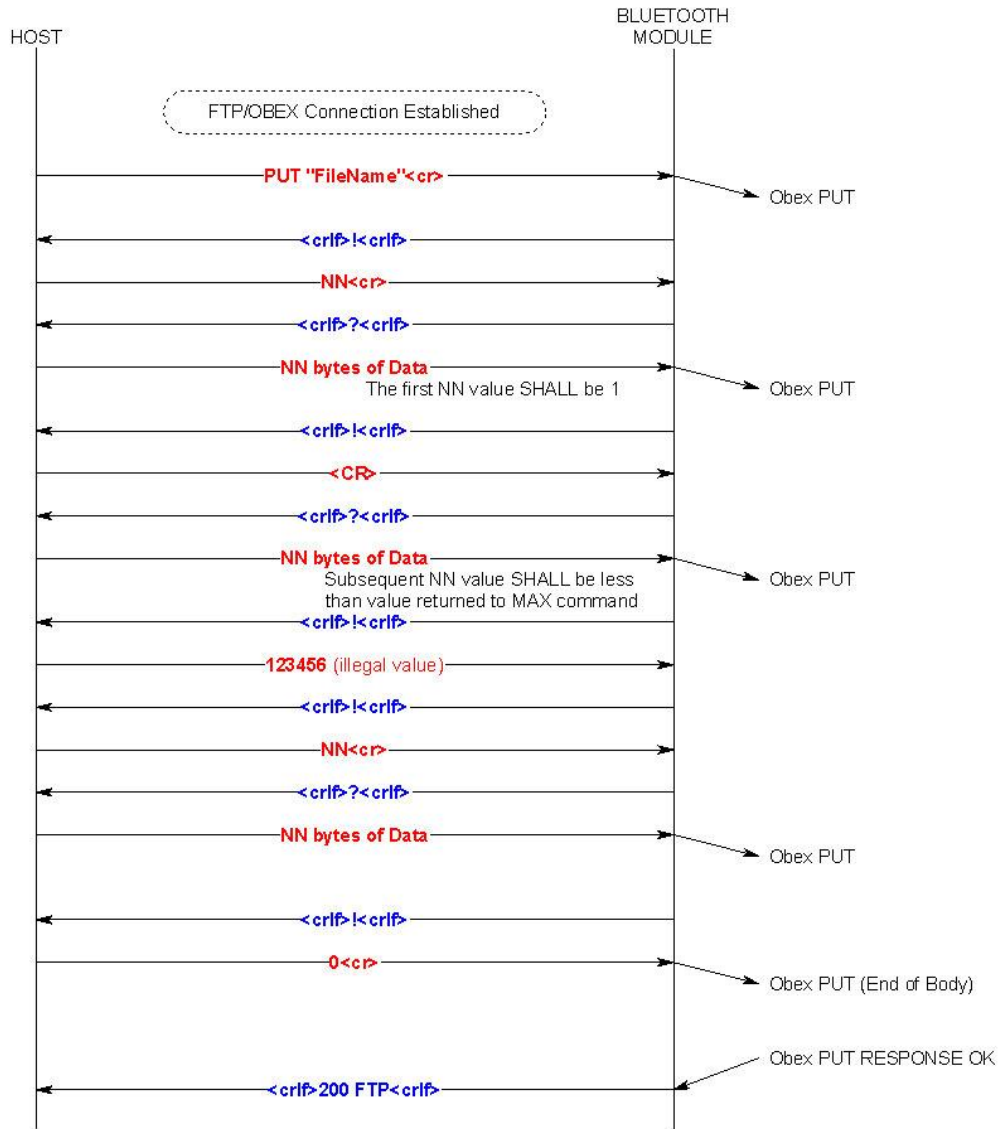 HOST
BLUETOOTH
MODULE
FTP/OBEX Connection Established
PUT "FileName"<cr>
Obex PUT
<crlf>!<crlf>
NN<cr>
<crlf>?<crlf>
NN bytes of Data
The first NN value SHALL be 1
Obex PUT
<crlf>!<crlf>
<CR>
<crlf>?<crlf>
NN bytes of Data
Obex PUT
Subsequent NN value SHALL be less
than value returned to MAX command
<crlf>!<crlf>
123456 (illegal value)
<crlf>!<crlf>
NN<cr>
<crlf>?<crlf>
NN bytes of Data
Obex PUT
<crlf>!<crlf>
0<cr>
Obex PUT (End of Body)
Obex PUT RESPONSE OK
<crlf>200 FTP<crlf>